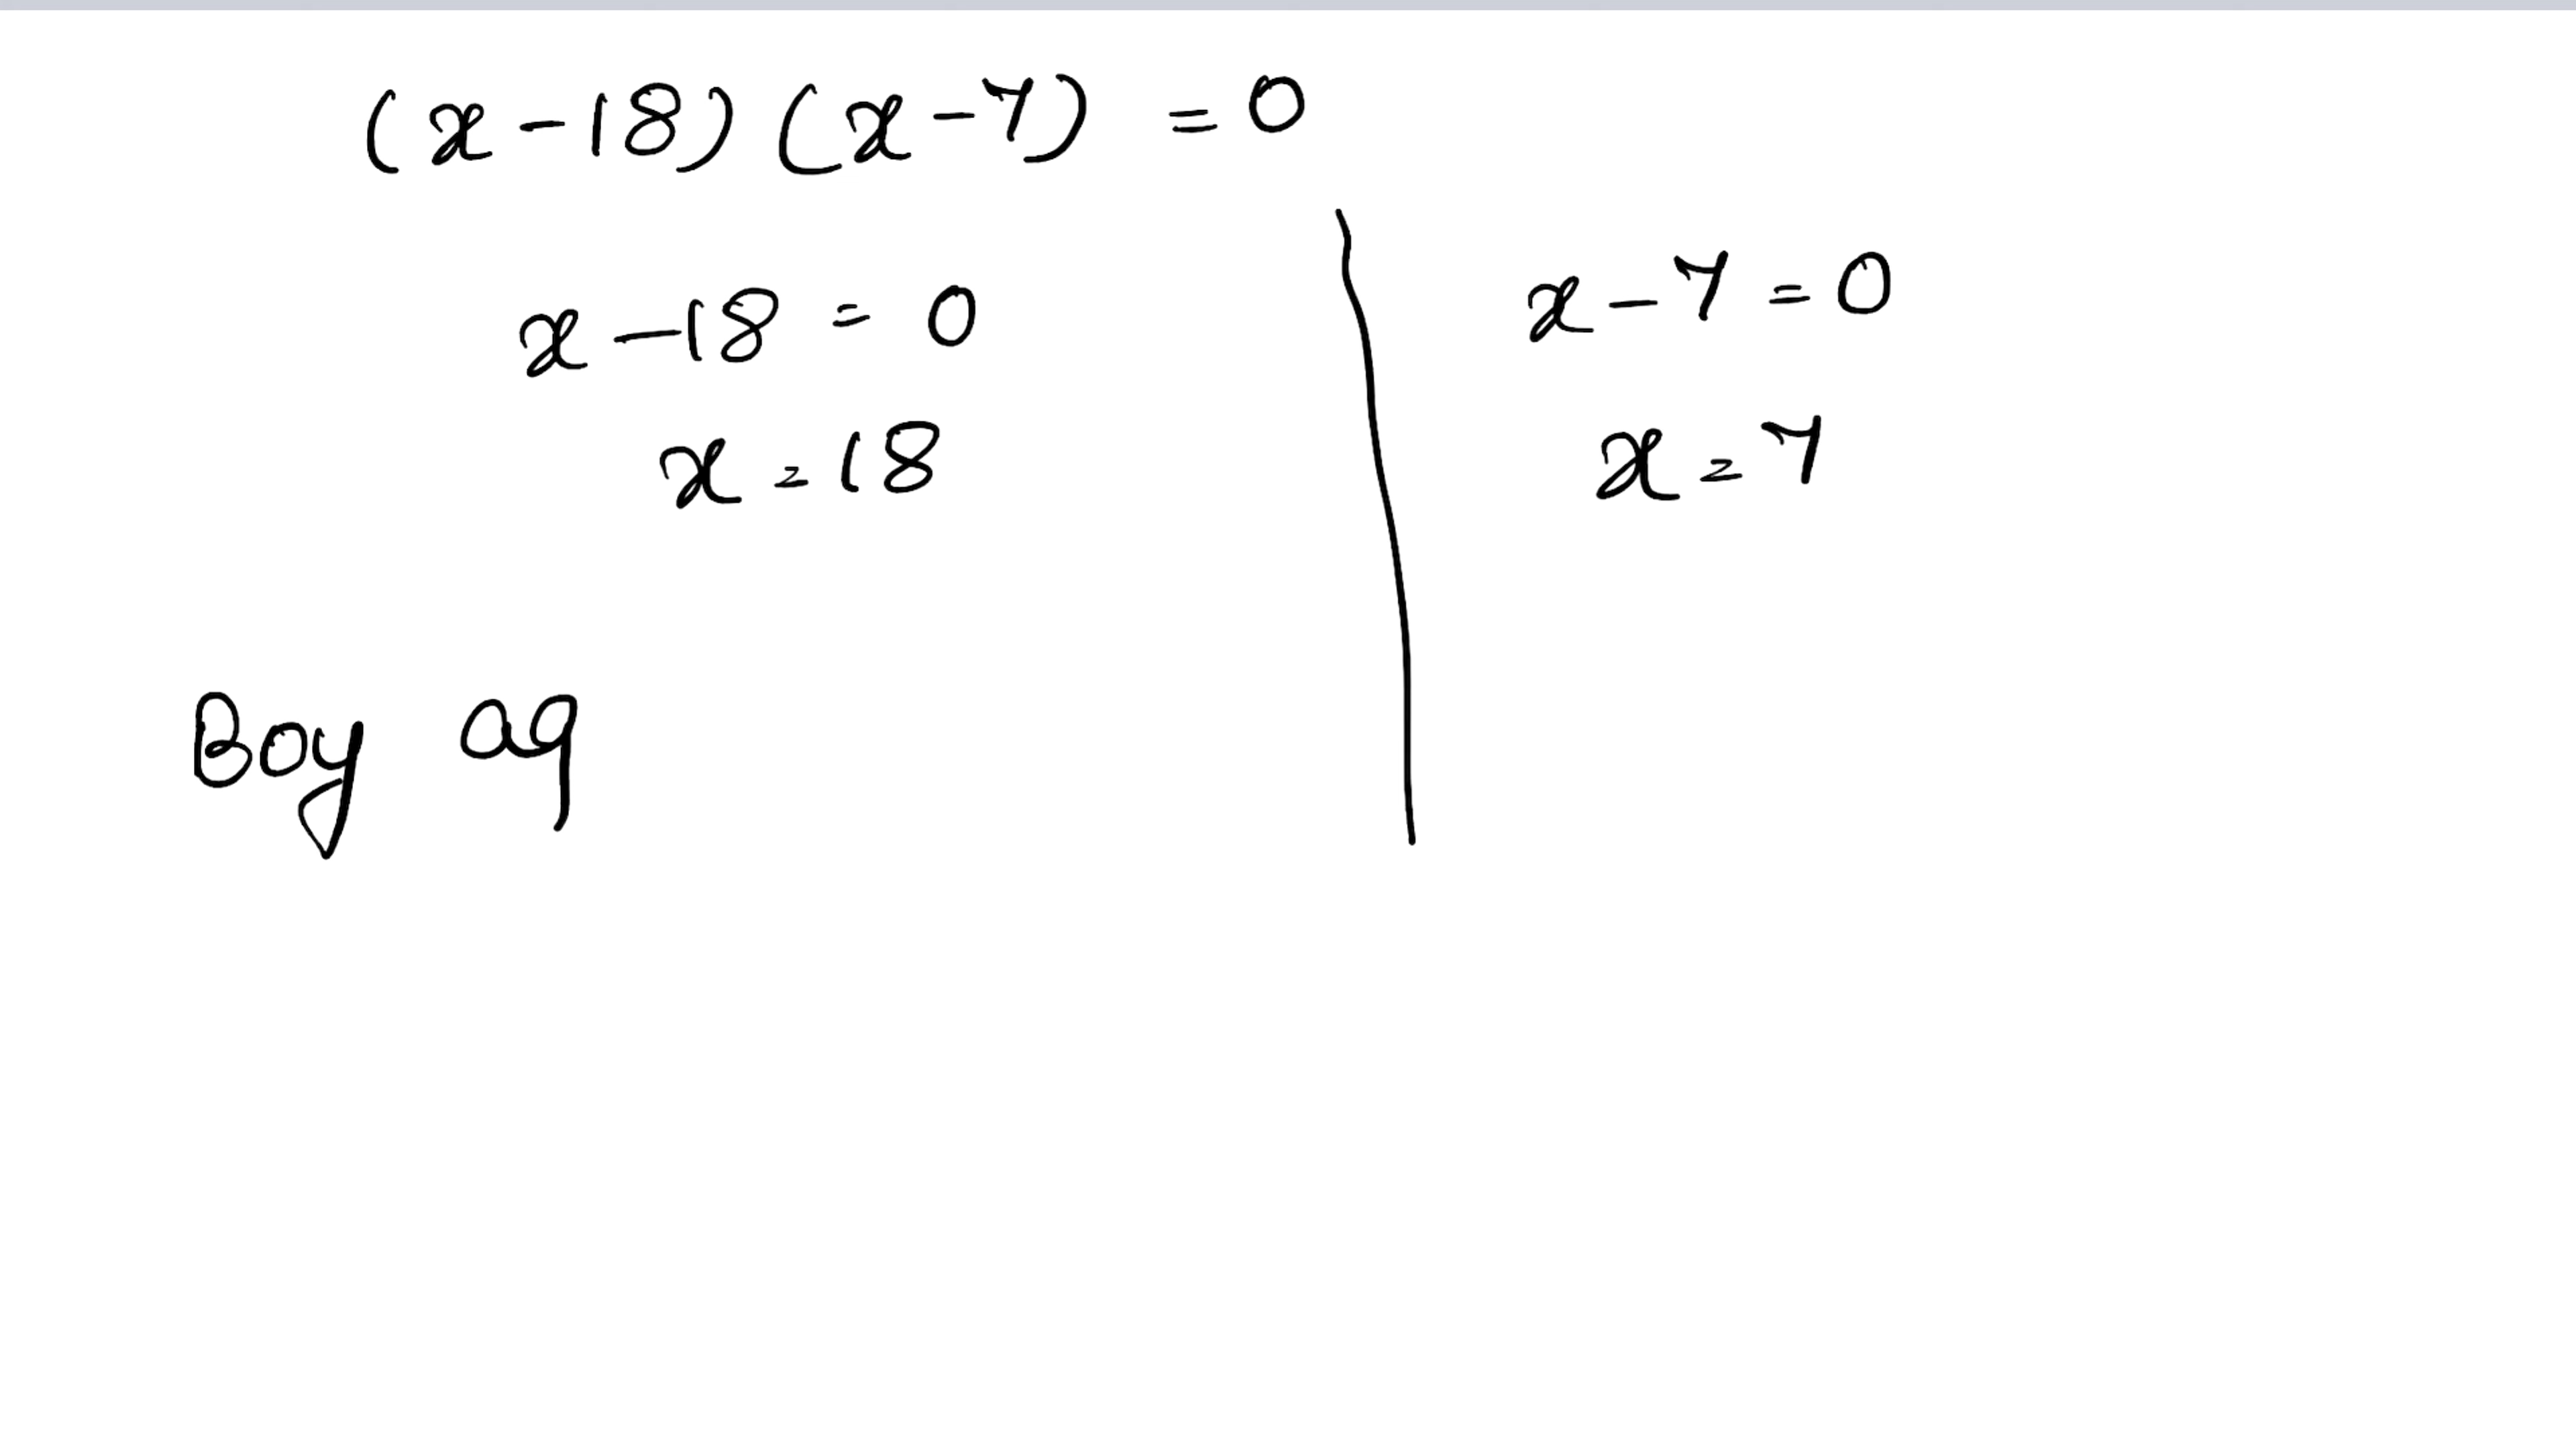 (x-18) (x-7) = 0
x-18 = 0
x = 18
x-7 = 0
x = 7
Boy ag